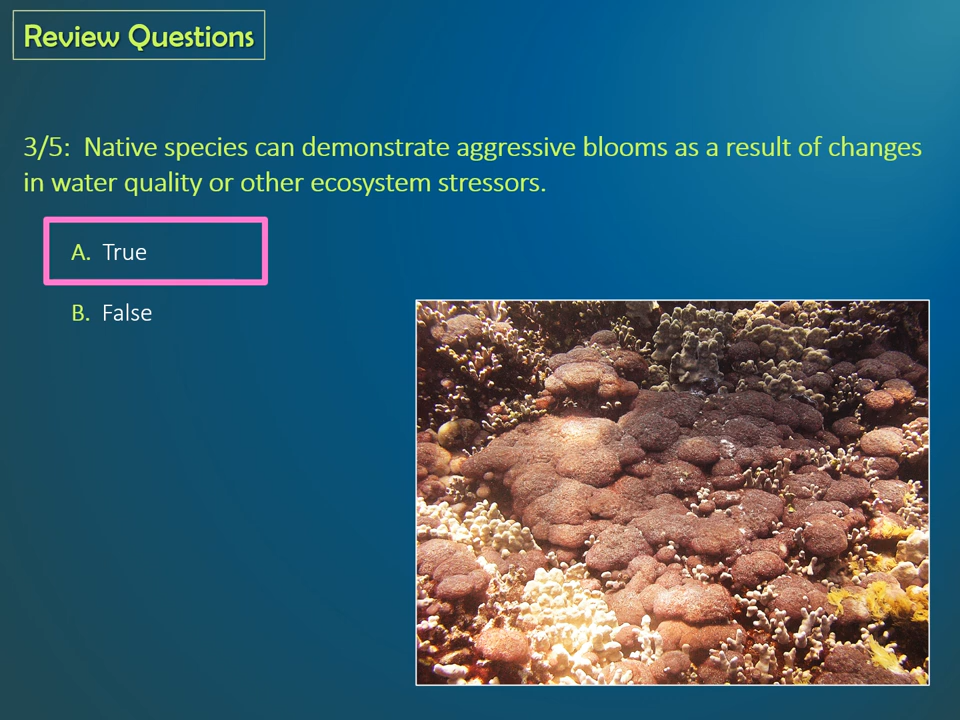 Review Questions
3/5: Native species can demonstrate aggressive blooms as a result of changes
in water quality or other ecosystem stressors.
A. True
B. False